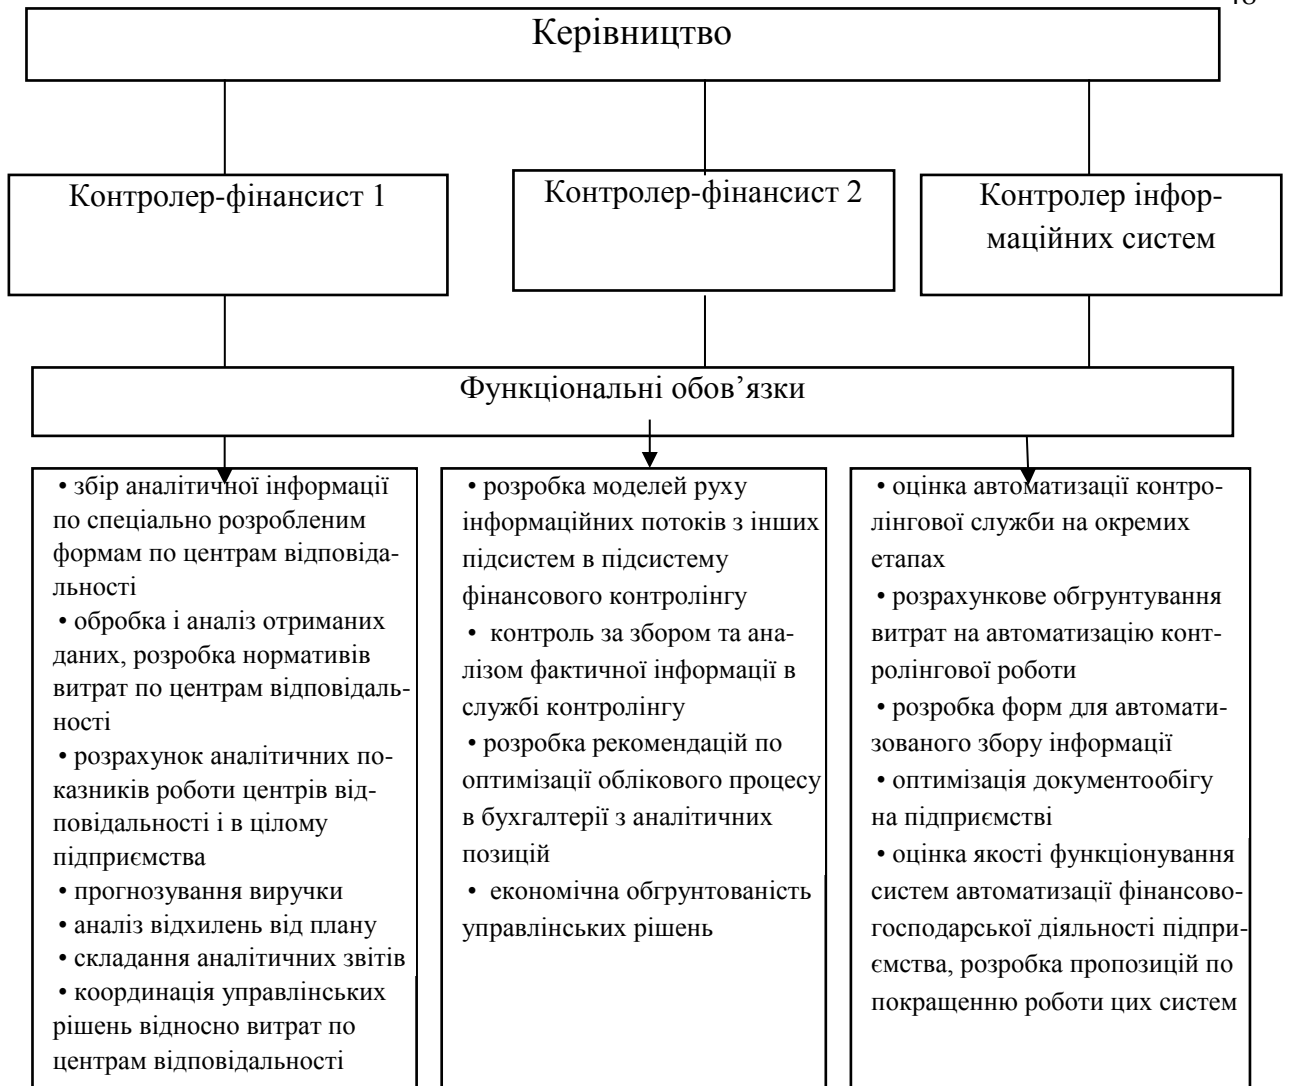 Керівництво
Контролер-фінансист 1
Контролер-фінансист 2
Контролер інфор-
маційних систем
Функціональні обов’язки
• збір аналітичної інформації
по спеціально розробленим
формам по центрам відповіда-
льності
• обробка і аналіз отриманих
даних, розробка нормативів
витрат по центрам відповідаль-
ності
• розрахунок аналітичних по-
казників роботи центрів від-
повідальності і в цілому
підприємства
• прогнозування виручки
• аналіз відхилень від плану
• складання аналітичних звітів
• координація управлінських
рішень відносно витрат по
центрам відповідальності
• розробка моделей руху
інформаційних потоків з інших
підсистем в підсистему
фінансового контролінгу
• контроль за збором та ана-
лізом фактичної інформації в
службі контролінгу
• розробка рекомендацій по
оптимізації облікового процесу
в бухгалтерії з аналітичних
позицій
• економічна обгрунтованість
управлінських рішень
• оцінка автоматизації контро-
лінгової служби на окремих
етапах
• розрахункове обгрунтування
витрат на автоматизацію конт-
ролінгової роботи
• розробка форм для автомати-
зованого збору інформації
• оптимізація документообігу
на підприємстві
• оцінка якості функціонування
систем автоматизації фінансово-
господарської діяльності підпри-
ємства, розробка пропозицій по
покращенню роботи цих систем